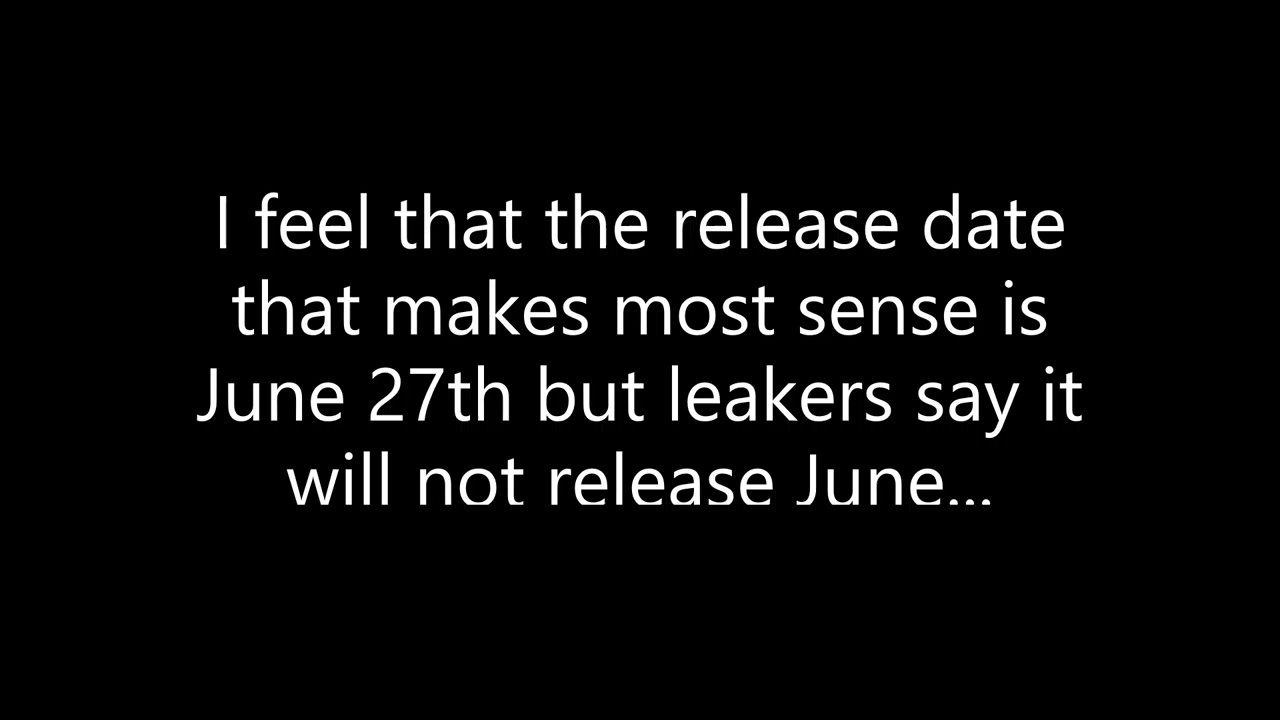 I feel that the release date
that makes most sense is
June 27th but leakers say it
will not release June...